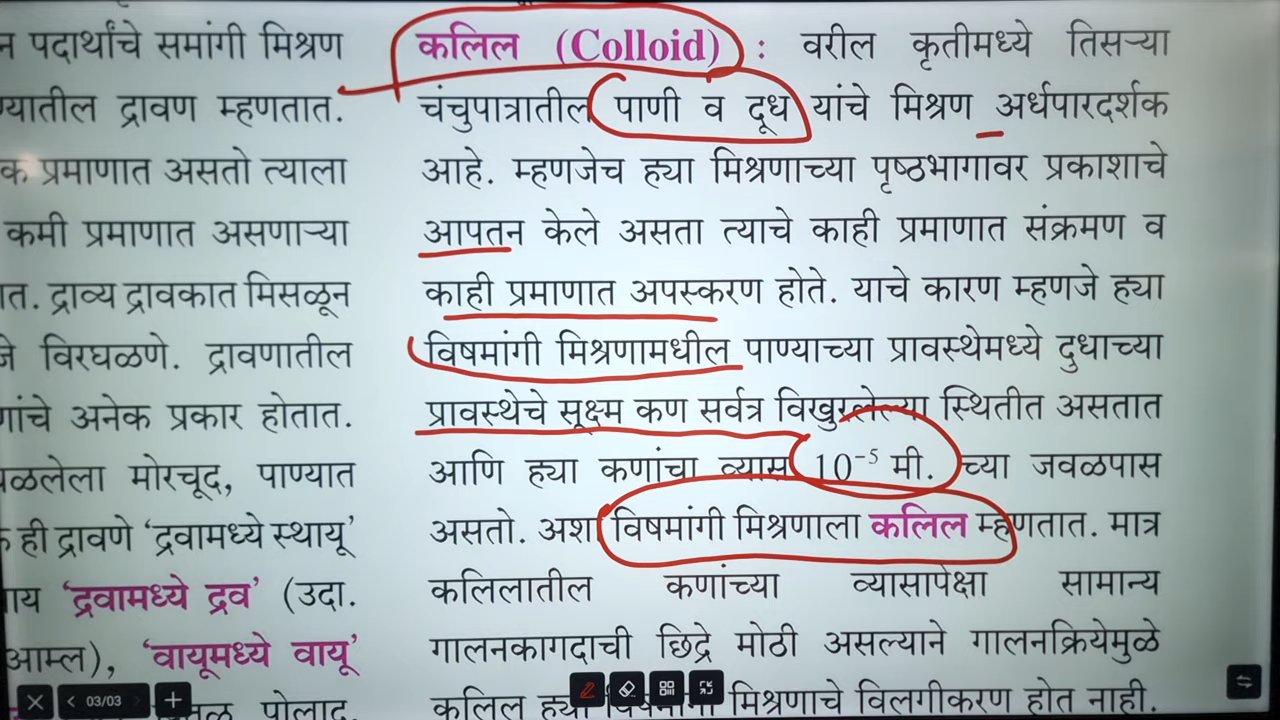 पदार्थांचे समांगी मिश्रण
द्रावण म्हणतात.
प्रमाणात असतो त्याला
कमी प्रमाणात असणाऱ्या
द्राव्य द्रावकात मिसळून
विरघळणे. द्रावणातील
अनेक प्रकार होतात.
मोरचूद, पाण्यात
ही द्रावणे ‘द्रवामध्ये स्थायू’
‘द्रवामध्ये द्रव’ (उदा.
आम्ल), ‘वायूमध्ये वायू’
पोलाद.
कलिल (Colloid) : वरील कृतीमध्ये तिसऱ्या
चंचुपात्रातील पाणी व दूध यांचे मिश्रण अर्धपारदर्शक
आहे. म्हणजेच ह्या मिश्रणाच्या पृष्ठभागावर प्रकाशाचे
आपतन केले असता त्याचे काही प्रमाणात संक्रमण व
काही प्रमाणात अपस्करण होते. याचे कारण म्हणजे ह्या
विषमांगी मिश्रणामधील पाण्याच्या प्रावस्थेमध्ये दुधाच्या
प्रावस्थेचे सूक्ष्म कण सर्वत्र विखुरलेल्या स्थितीत असतात
आणि ह्या कणांचा व्यास 10⁻⁵ मी. च्या जवळपास
असतो. अशा विषमांगी मिश्रणाला कलिल म्हणतात. मात्र
कलिलातील कणांच्या व्यासापेक्षा सामान्य
गालनकागदाची छिद्रे मोठी असल्याने गालनक्रियेमुळे
कलिल ह्या विषमांगी मिश्रणाचे विलगीकरण होत नाही.
03/03